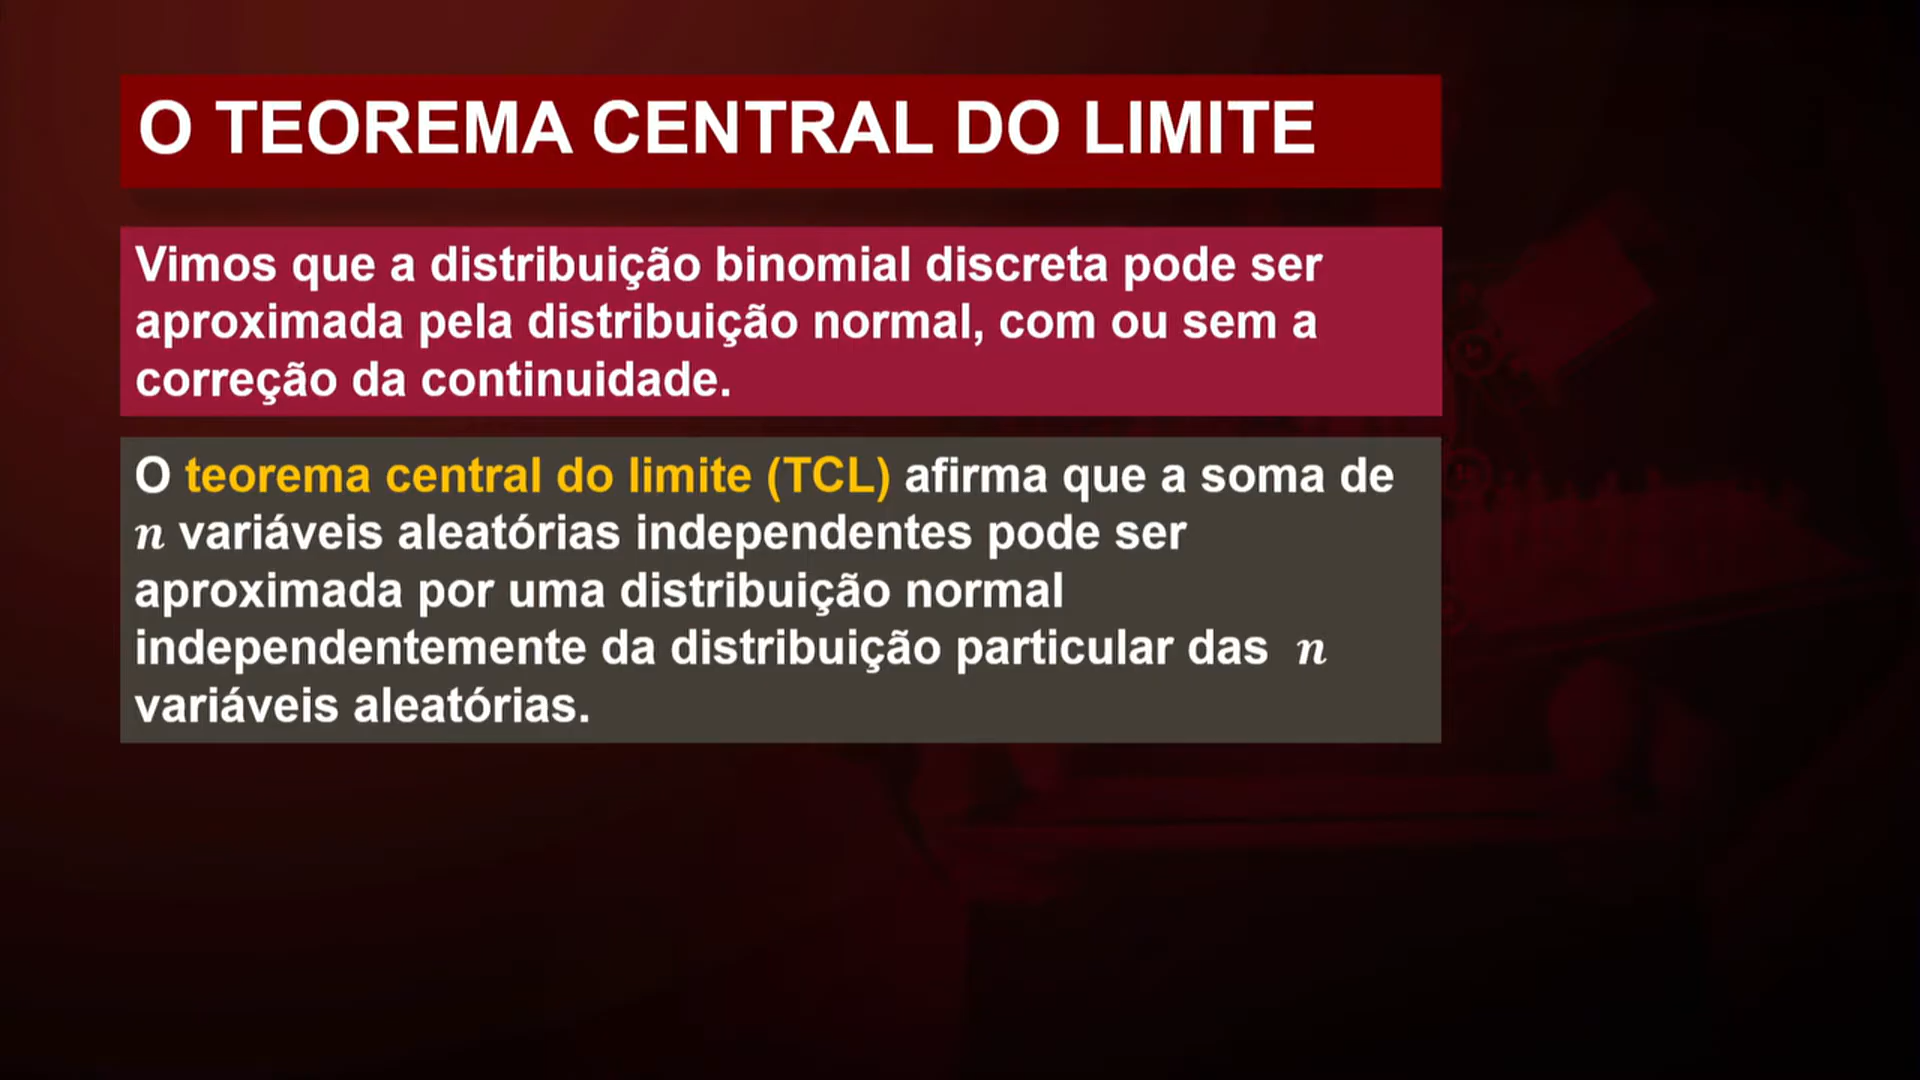 O TEOREMA CENTRAL DO LIMITE
Vimos que a distribuição binomial discreta pode ser
aproximada pela distribuição normal, com ou sem a
correção da continuidade.
O teorema central do limite (TCL) afirma que a soma de
n variáveis aleatórias independentes pode ser
aproximada por uma distribuição normal
independentemente da distribuição particular das n
variáveis aleatórias.